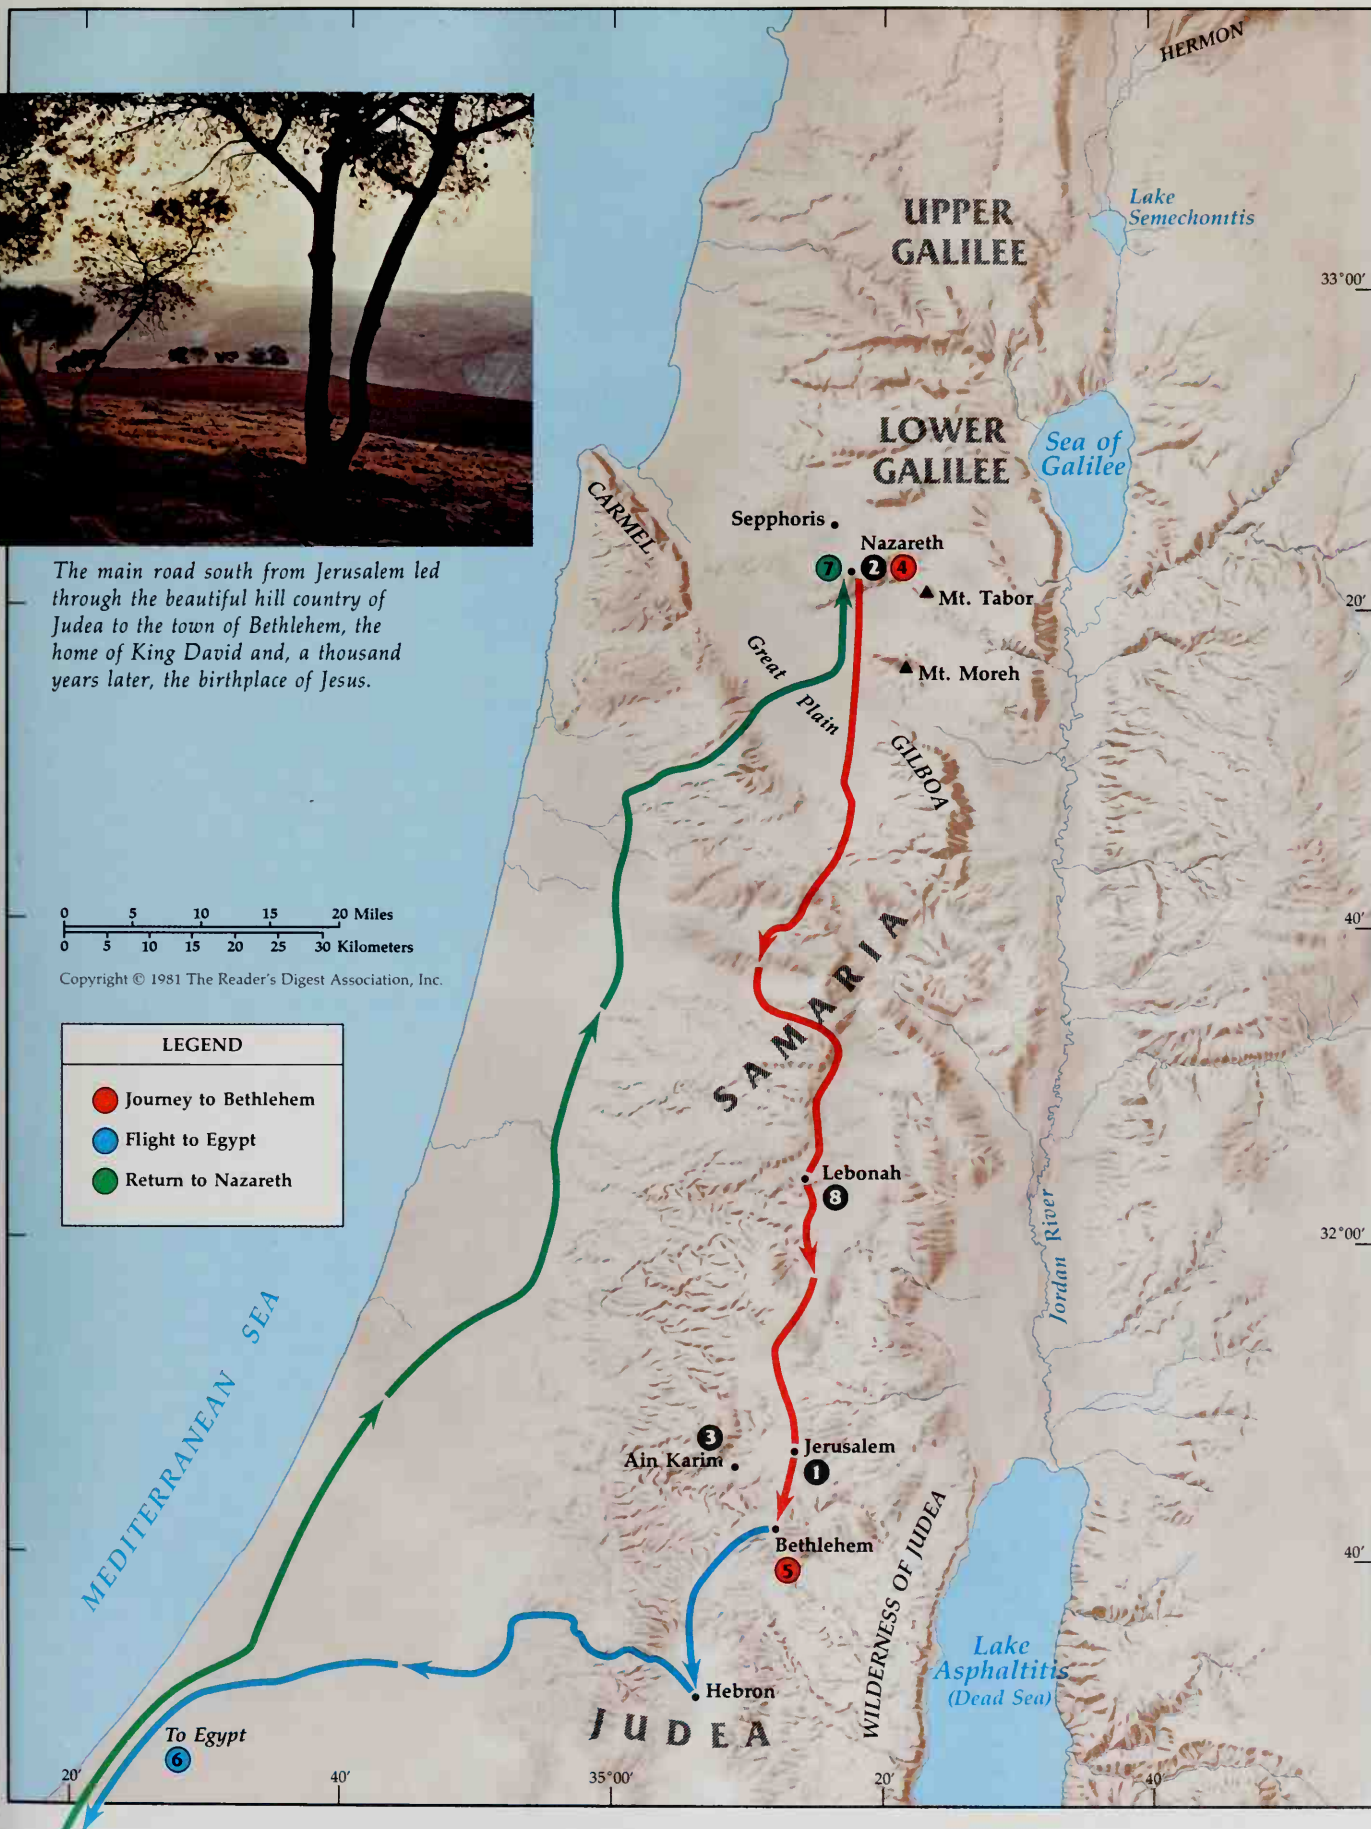 HERMON
Lake
Semechonitis
UPPER
GALILEE
33°00'
LOWER
GALILEE
Sea of
Galilee
CARMEL
Sepphoris
Nazareth
7
2
4
Mt. Tabor
20'
The main road south from Jerusalem led
through the beautiful hill country of
Judea to the town of Bethlehem, the
home of King David and, a thousand
years later, the birthplace of Jesus.
Great
Plain
Mt. Moreh
GILBOA
0 5 10 15 20 Miles
0 5 10 15 20 25 30 Kilometers
Copyright © 1981 The Reader's Digest Association, Inc.
40'
SAMARIA
LEGEND
Journey to Bethlehem
Flight to Egypt
Return to Nazareth
Lebonah
8
Jordan River
32°00'
MEDITERRANEAN SEA
3
Ain Karim
Jerusalem
1
Bethlehem
5
WILDERNESS OF JUDEA
40'
Lake
Asphaltitis
(Dead Sea)
Hebron
JUDEA
To Egypt
6
20'
40'
35°00'
20'
40'